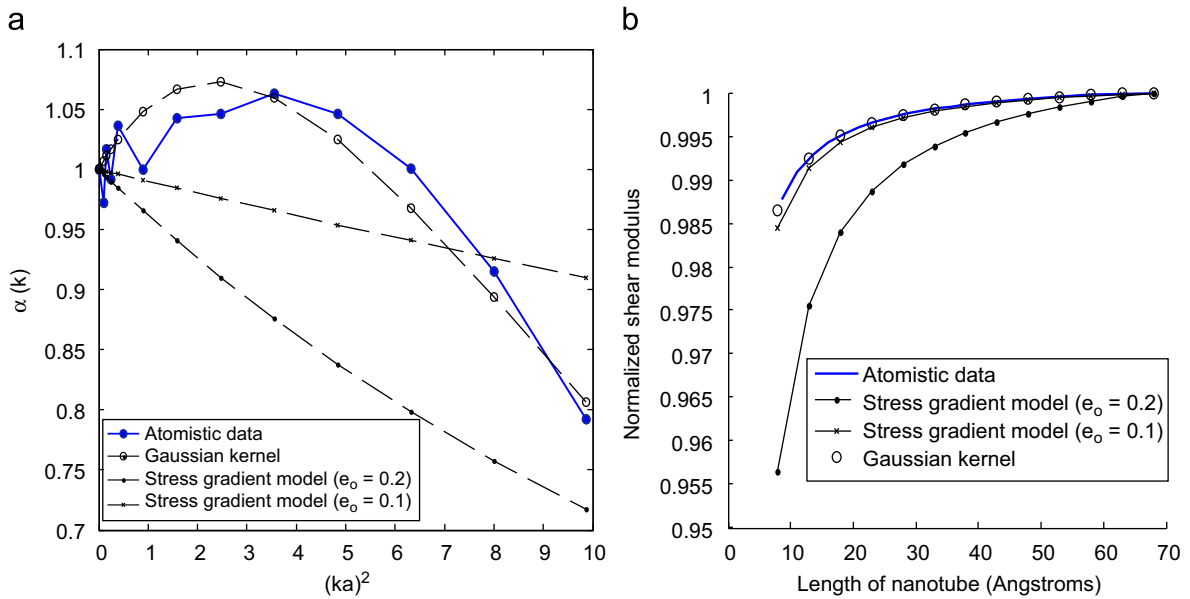 a
1.1
1.05
1
0.95
0.9
0.85
0.8
0.75
0.7
α (k)
Atomistic data
Gaussian kernel
Stress gradient model (eo = 0.2)
Stress gradient model (eo = 0.1)
0 1 2 3 4 5 6 7 8 9 10
(ka)2
b
1
0.995
0.99
0.985
0.98
0.975
0.97
0.965
0.96
0.955
0.95
Normalized shear modulus
Atomistic data
Stress gradient model (eo = 0.2)
Stress gradient model (eo = 0.1)
Gaussian kernel
0 10 20 30 40 50 60 70
Length of nanotube (Angstroms)